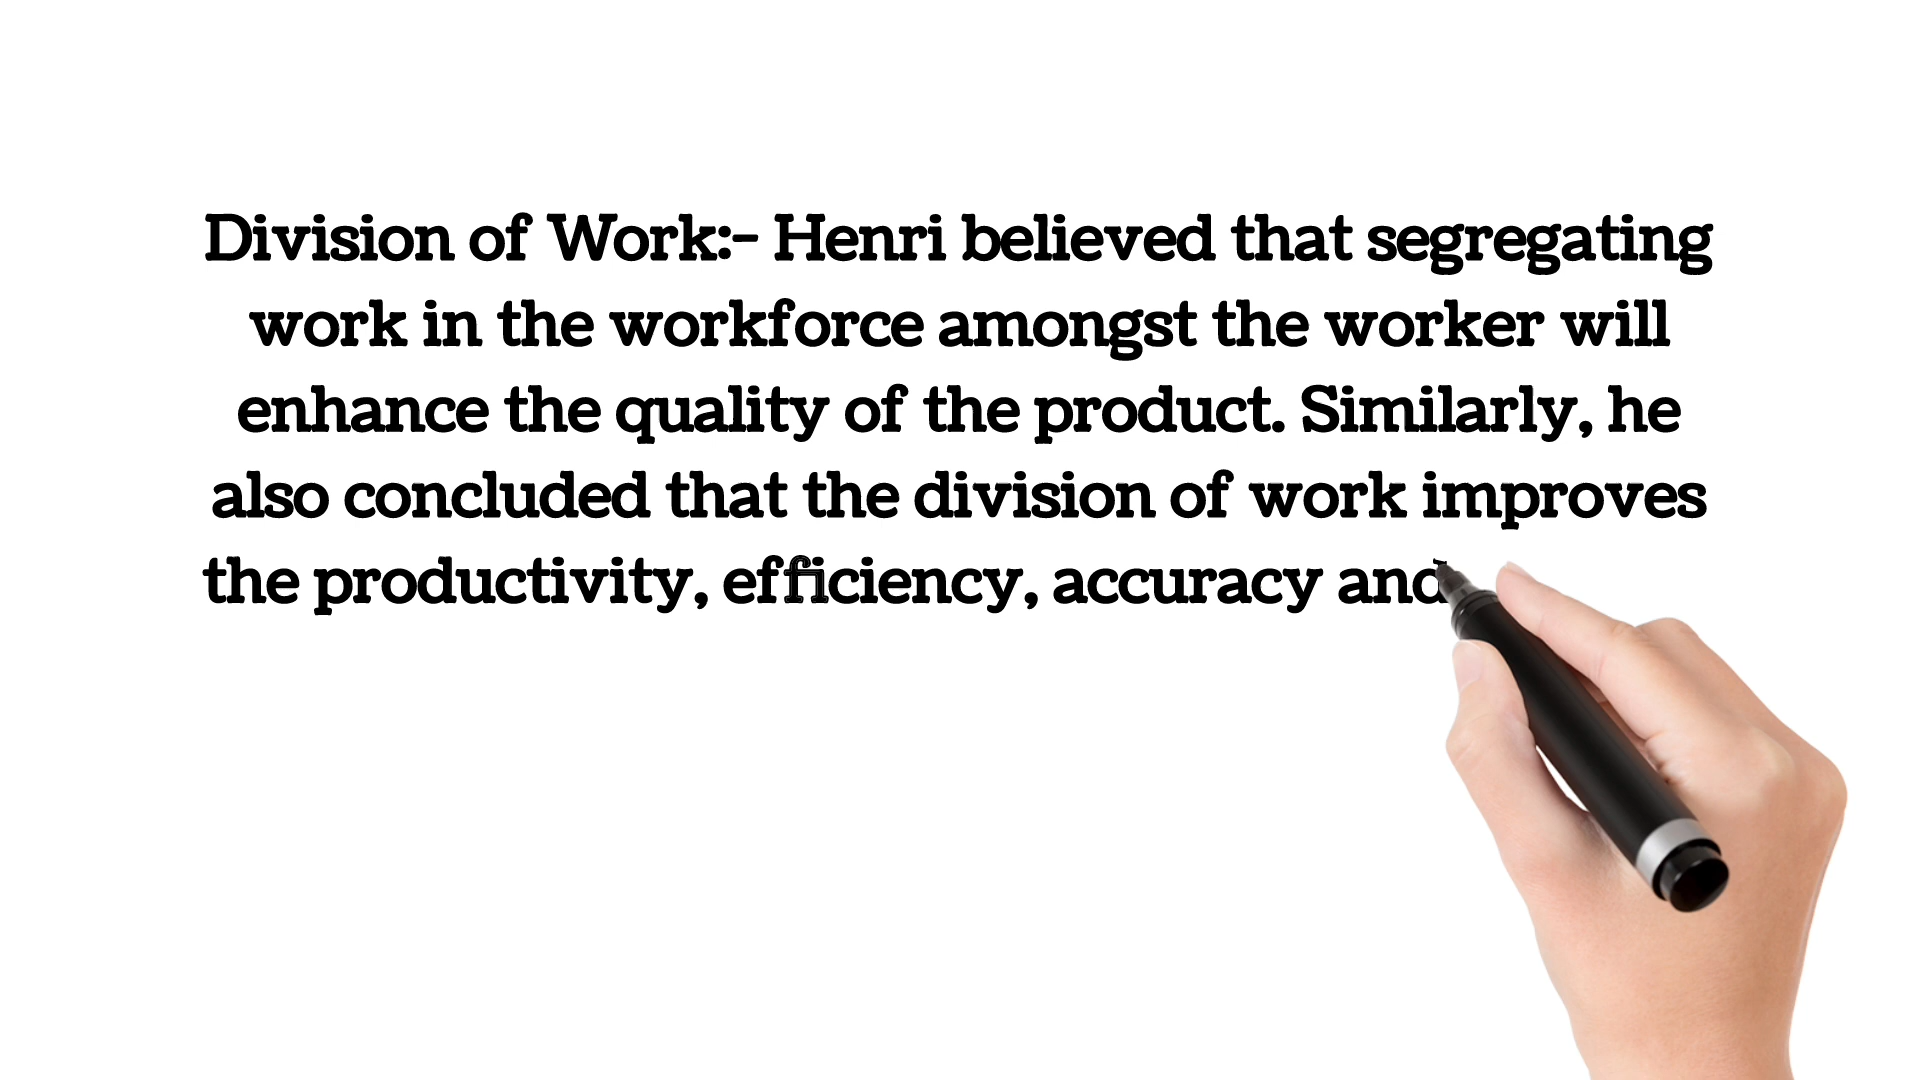 Division of Work:- Henri believed that segregating
work in the workforce amongst the worker will
enhance the quality of the product. Similarly, he
also concluded that the division of work improves
the productivity, efficiency, accuracy and